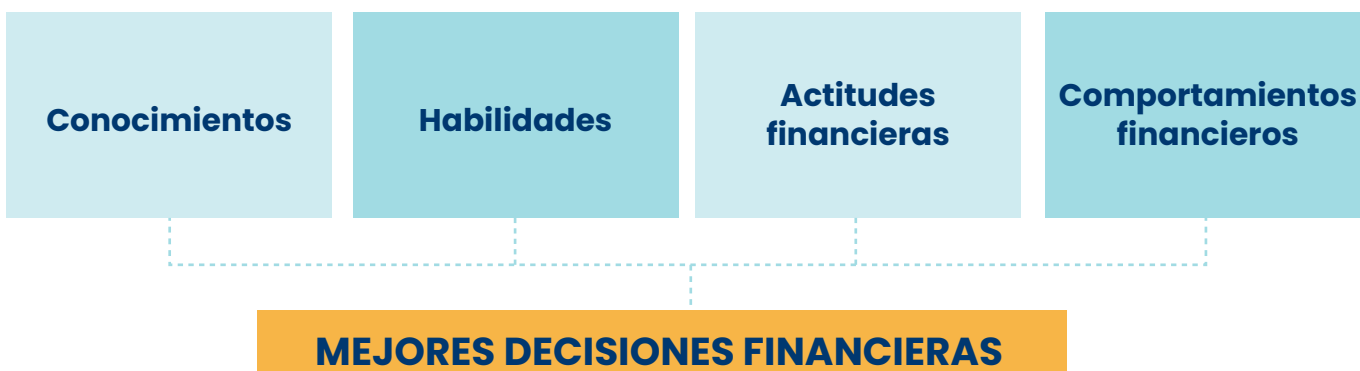 Conocimientos
Habilidades
Actitudes
financieras
Comportamientos
financieros
MEJORES DECISIONES FINANCIERAS